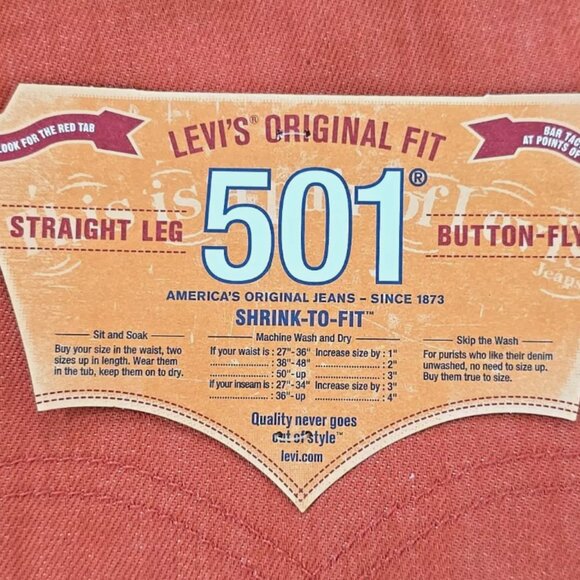 LOOK FOR THE RED TAB
LEVI'S® ORIGINAL FIT
BAR TAC
AT POINTS OF
501®
STRAIGHT LEG
BUTTON-FLY
AMERICA'S ORIGINAL JEANS – SINCE 1873
SHRINK-TO-FIT™
Sit and Soak
Buy your size in the waist, two
sizes up in length. Wear them
in the tub, keep them on to dry.
Machine Wash and Dry
If your waist is : 27"-36" Increase size by : 1"
: 38"-48" : 2"
: 50"-up : 3"
If your inseam is : 27"-34" Increase size by : 3"
: 36"-up : 4"
Skip the Wash
For purists who like their denim
unwashed, no need to size up.
Buy them true to size.
Quality never goes
out of style™
levi.com